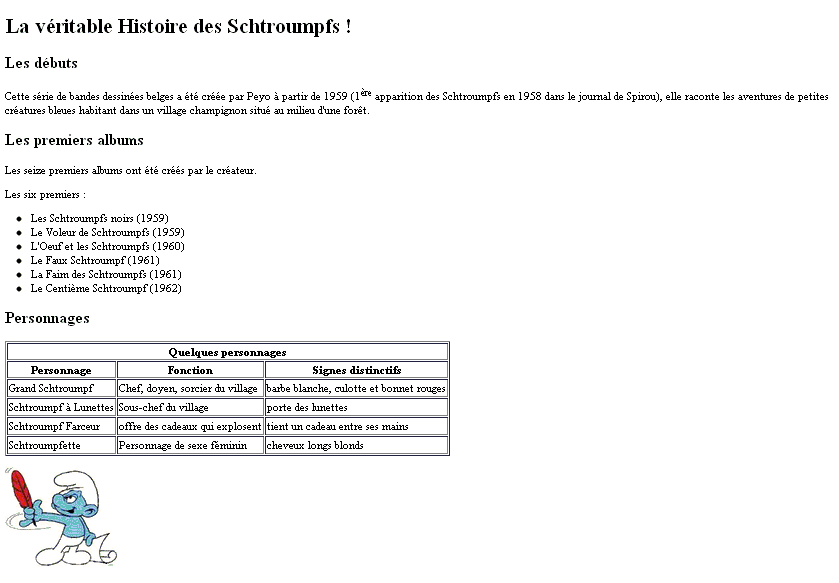 La véritable Histoire des Schtroumpfs !
Les débuts
Cette série de bandes dessinées belges a été créée par Peyo à partir de 1959 (1ère apparition des Schtroumpfs en 1958 dans le journal de Spirou), elle raconte les aventures de petites
créatures bleues habitant dans un village champignon situé au milieu d'une forêt.
Les premiers albums
Les seize premiers albums ont été créés par le créateur.
Les six premiers :
Les Schtroumpfs noirs (1959)
Le Voleur de Schtroumpfs (1959)
L'Oeuf et les Schtroumpfs (1960)
Le Faux Schtroumpf (1961)
La Faim des Schtroumpfs (1961)
Le Centième Schtroumpf (1962)
Personnages
Quelques personnages
Personnage Fonction Signes distinctifs
Grand Schtroumpf Chef, doyen, sorcier du village barbe blanche, culotte et bonnet rouges
Schtroumpf à Lunettes Sous-chef du village porte des lunettes
Schtroumpf Farceur offre des cadeaux qui explosent tient un cadeau entre ses mains
Schtroumpfette Personnage de sexe féminin cheveux longs blonds